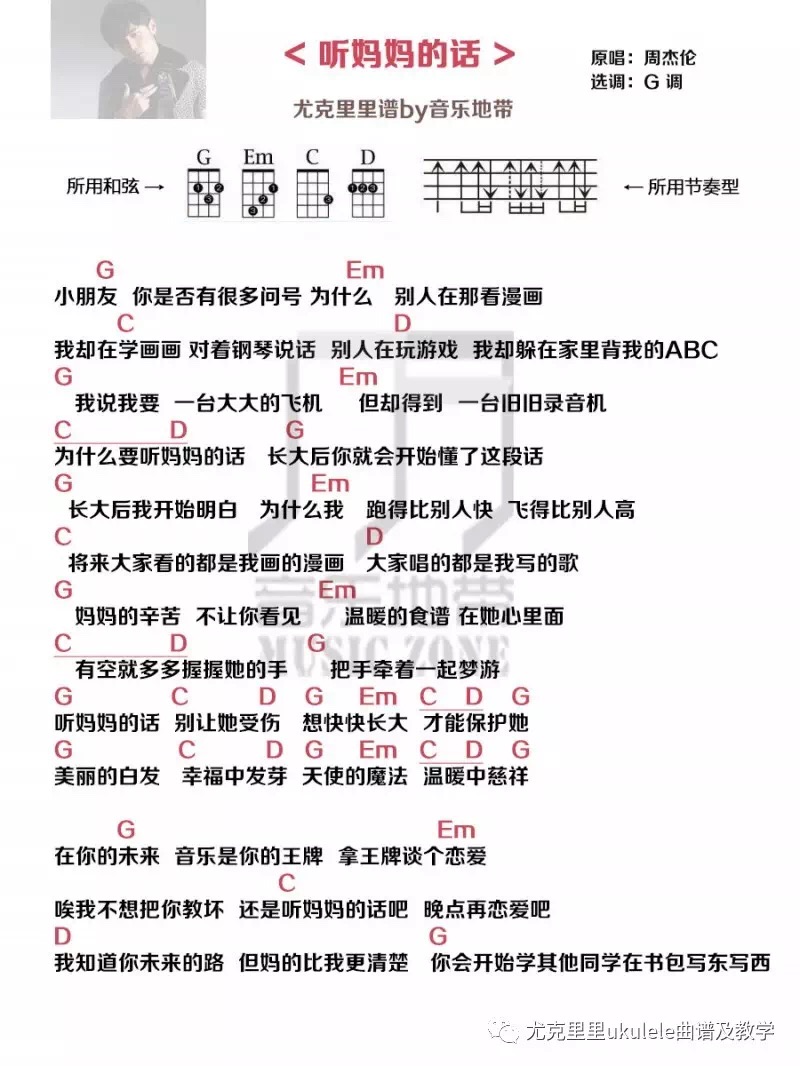 < 听妈妈的话 >
原唱：周杰伦
选调：G 调
尤克里里谱by音乐地带
G Em C D
所用和弦→
←所用节奏型
G Em
小朋友 你是否有很多问号 为什么 别人在那看漫画
C D
我却在学画画 对着钢琴说话 别人在玩游戏 我却躲在家里背我的ABC
G Em
我说我要 一台大大的飞机 但却得到 一台旧旧录音机
C D G
为什么要听妈妈的话 长大后你就会开始懂了这段话
G Em
长大后我开始明白 为什么我 跑得比别人快 飞得比别人高
C D
将来大家看的都是我画的漫画 大家唱的都是我写的歌
G Em
妈妈的辛苦 不让你看见 温暖的食谱 在她心里面
C D G
有空就多多握握她的手 把手牵着一起梦游
G C D G Em C D G
听妈妈的话 别让她受伤 想快快长大 才能保护她
G C D G Em C D G
美丽的白发 幸福中发芽 天使的魔法 温暖中慈祥
G Em
在你的未来 音乐是你的王牌 拿王牌谈个恋爱
C
唉我不想把你教坏 还是听妈妈的话吧 晚点再恋爱吧
D G
我知道你未来的路 但妈的比我更清楚 你会开始学其他同学在书包写东写西
音乐地带
MUSIC ZONE
尤克里里ukulele曲谱及教学